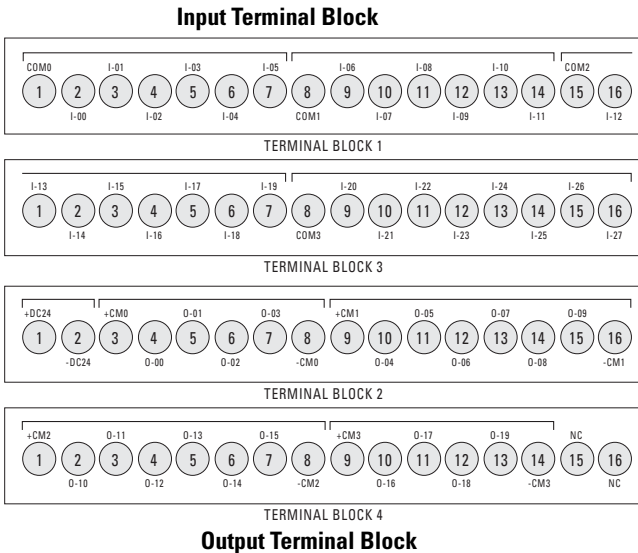 Input Terminal Block
COM0 I-01 I-03 I-05 I-06 I-08 I-10 COM2
1 2 3 4 5 6 7 8 9 10 11 12 13 14 15 16
I-00 I-02 I-04 COM1 I-07 I-09 I-11 I-12
TERMINAL BLOCK 1
I-13 I-15 I-17 I-19 I-20 I-22 I-24 I-26
1 2 3 4 5 6 7 8 9 10 11 12 13 14 15 16
I-14 I-16 I-18 COM3 I-21 I-23 I-25 I-27
TERMINAL BLOCK 3
+DC24 +CM0 O-01 O-03 +CM1 O-05 O-07 O-09
1 2 3 4 5 6 7 8 9 10 11 12 13 14 15 16
-DC24 O-00 O-02 -CM0 O-04 O-06 O-08 -CM1
TERMINAL BLOCK 2
+CM2 O-11 O-13 O-15 +CM3 O-17 O-19 NC
1 2 3 4 5 6 7 8 9 10 11 12 13 14 15 16
O-10 O-12 O-14 -CM2 O-16 O-18 -CM3 NC
TERMINAL BLOCK 4
Output Terminal Block